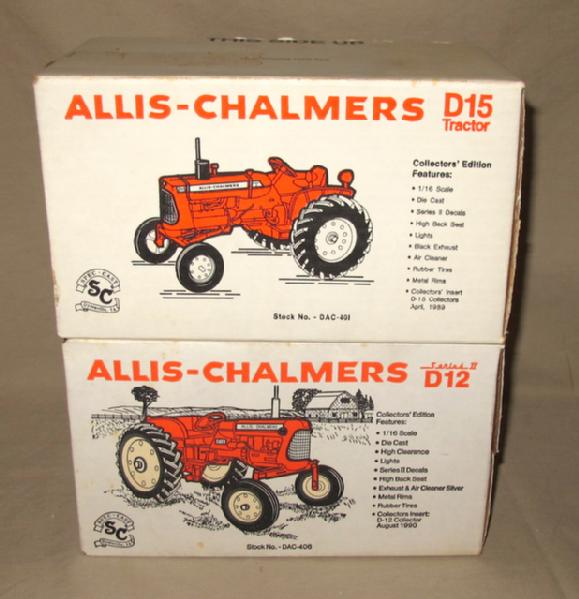 THIS SIDE UP
ALLIS-CHALMERS D15
Tractor
ALLIS-CHALMERS
Collectors' Edition
Features:
• 1/16 Scale
• Die Cast
• Series II Decals
• High Back Seat
• Lights
• Black Exhaust
• Air Cleaner
• Rubber Tires
• Metal Rims
• Collectors' Insert
D-15 Collectors
April, 1989
SPEC-CAST
SC
Stock No. - DAC-408
ALLIS-CHALMERS Series II
D12
ALLIS-CHALMERS
Collectors' Edition
Features:
• 1/16 Scale
• Die Cast
• High Clearance
• Lights
• Series II Decals
• High Back Seat
• Exhaust & Air Cleaner Silver
• Metal Rims
• Rubber Tires
• Collectors Insert:
D-12 Collector
August 1990
SPEC-CAST
SC
Stock No. - DAC-406